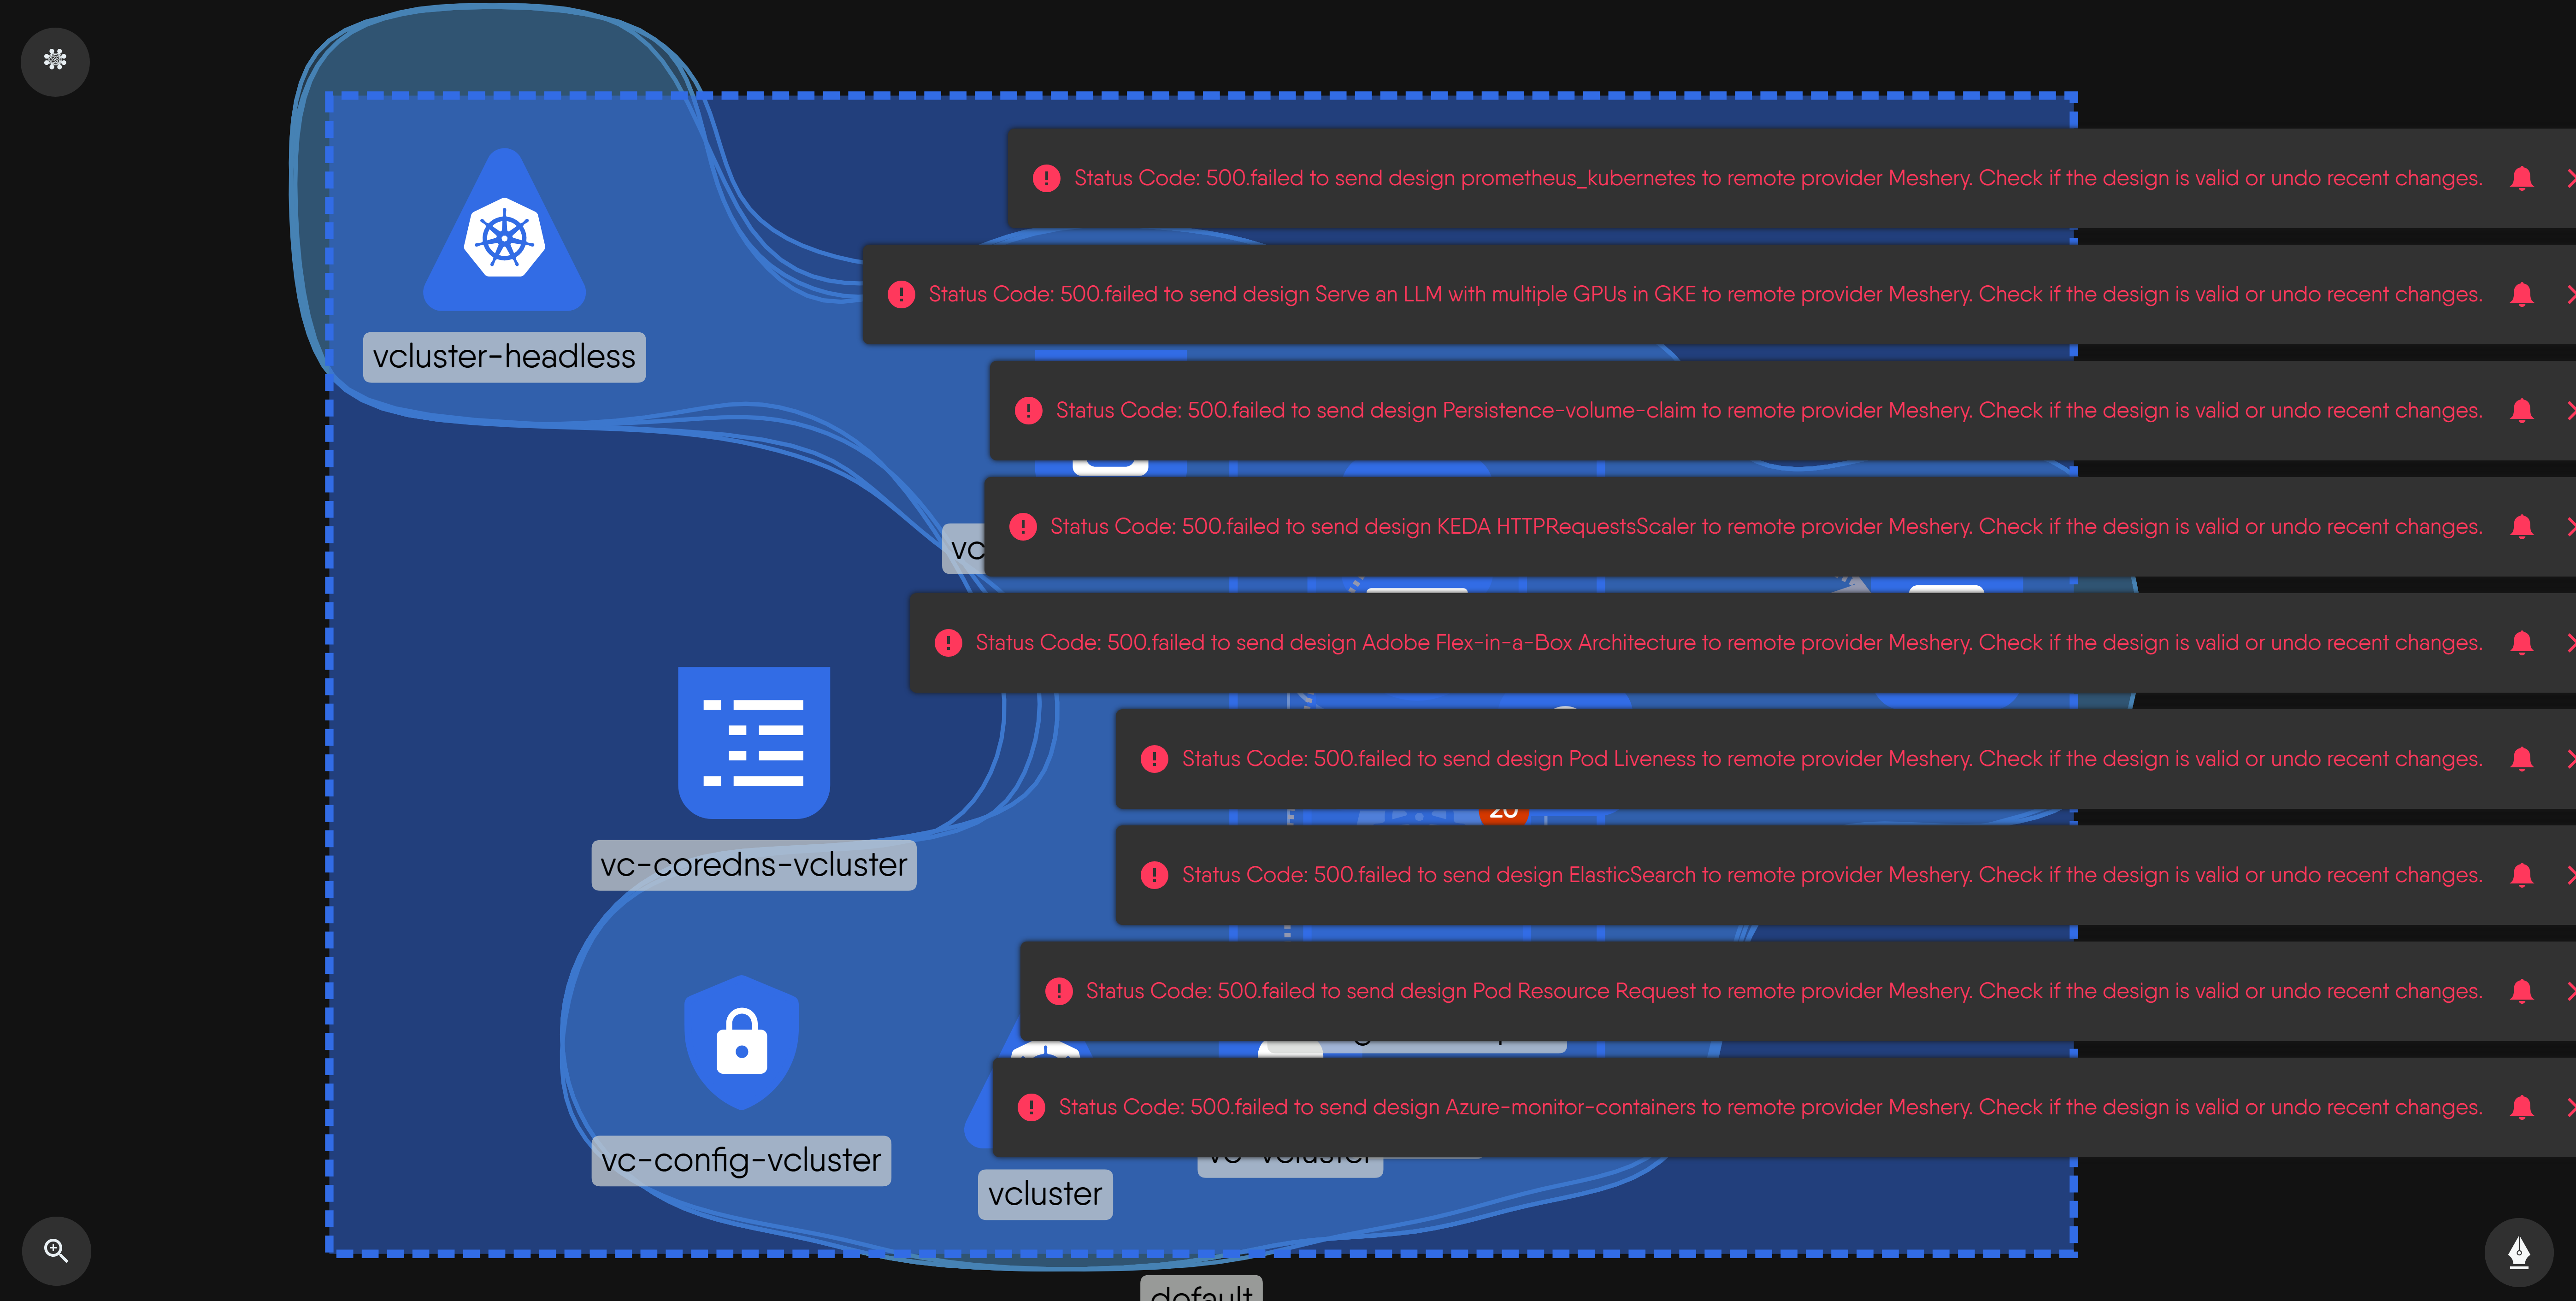 Status Code: 500.failed to send design prometheus_kubernetes to remote provider Meshery. Check if the design is valid or undo recent changes.
Status Code: 500.failed to send design Serve an LLM with multiple GPUs in GKE to remote provider Meshery. Check if the design is valid or undo recent changes.
vcluster-headless
Status Code: 500.failed to send design Persistence-volume-claim to remote provider Meshery. Check if the design is valid or undo recent changes.
Status Code: 500.failed to send design KEDA HTTPRequestsScaler to remote provider Meshery. Check if the design is valid or undo recent changes.
vc
Status Code: 500.failed to send design Adobe Flex-in-a-Box Architecture to remote provider Meshery. Check if the design is valid or undo recent changes.
Status Code: 500.failed to send design Pod Liveness to remote provider Meshery. Check if the design is valid or undo recent changes.
20
vc-coredns-vcluster
Status Code: 500.failed to send design ElasticSearch to remote provider Meshery. Check if the design is valid or undo recent changes.
Status Code: 500.failed to send design Pod Resource Request to remote provider Meshery. Check if the design is valid or undo recent changes.
Status Code: 500.failed to send design Azure-monitor-containers to remote provider Meshery. Check if the design is valid or undo recent changes.
vc-config-vcluster
vc-vcluster
vcluster
default